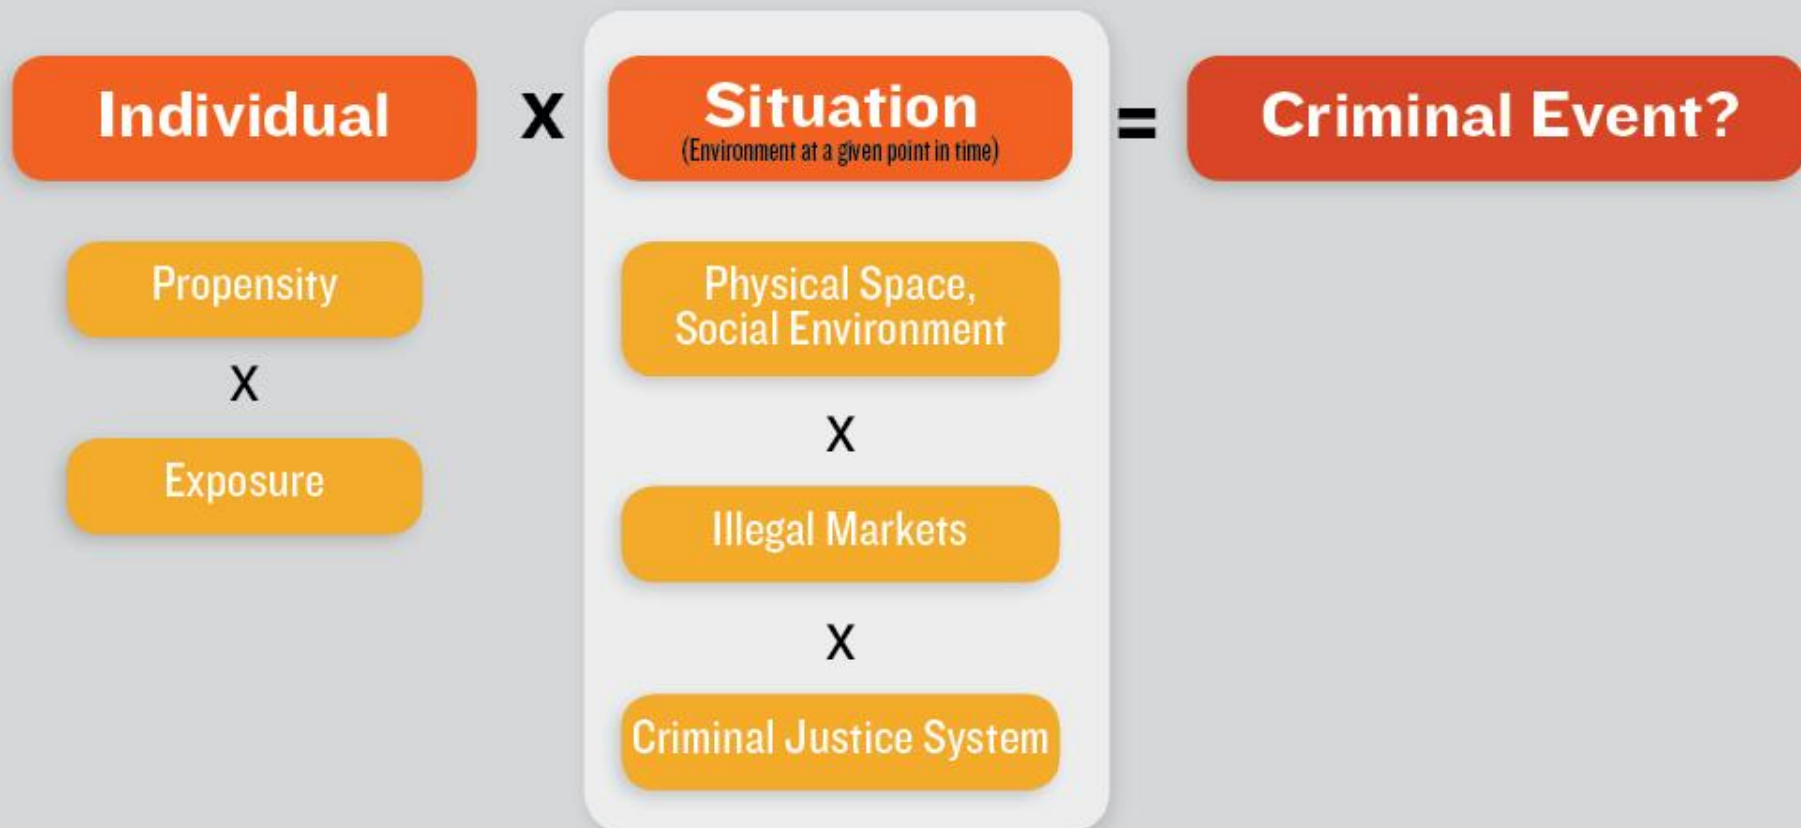 Individual
X
Situation
(Environment at a given point in time)
=
Criminal Event?
Propensity
X
Exposure
Physical Space,
Social Environment
X
Illegal Markets
X
Criminal Justice System